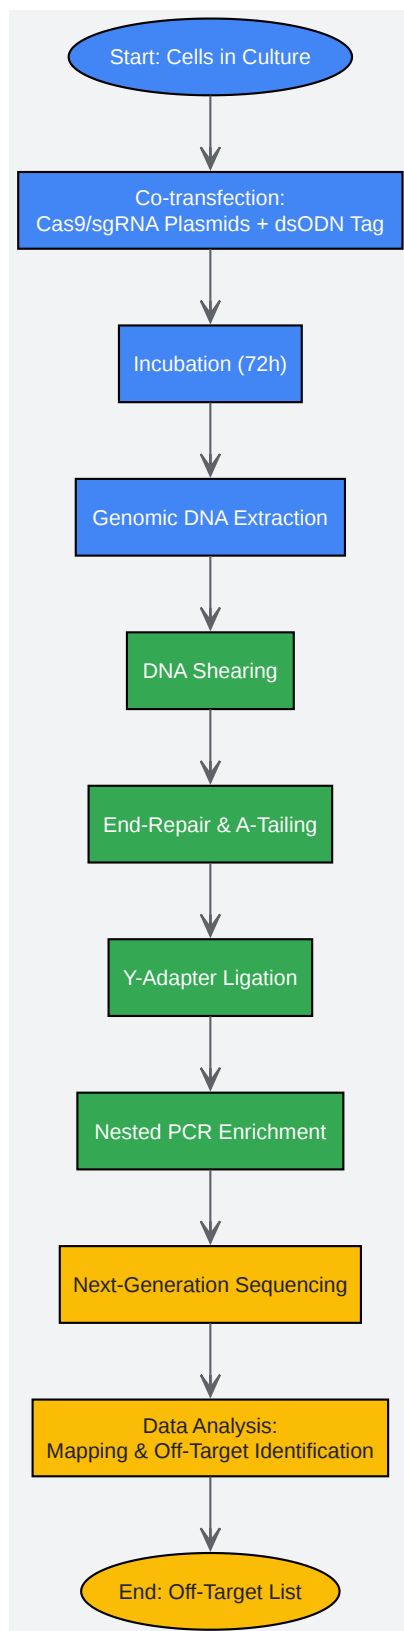 Start: Cells in Culture
Co-transfection:
Cas9/sgRNA Plasmids + dsODN Tag
Incubation (72h)
Genomic DNA Extraction
DNA Shearing
End-Repair & A-Tailing
Y-Adapter Ligation
Nested PCR Enrichment
Next-Generation Sequencing
Data Analysis:
Mapping & Off-Target Identification
End: Off-Target List